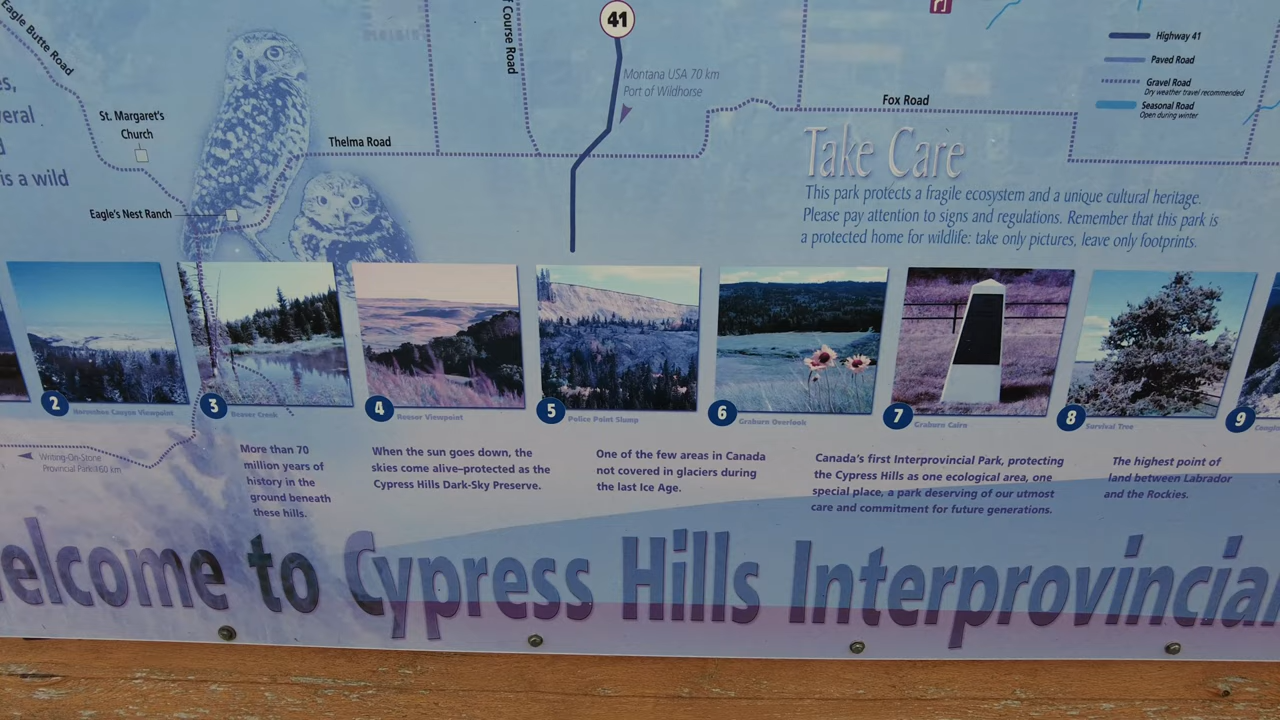 Eagle Butte Road
f Course Road
41
Highway 41
Paved Road
Gravel Road
Dry weather travel recommended
Seasonal Road
Open during winter
Montana USA 70 km
Port of Wildhorse
es,
veral
d
is a wild
St. Margaret's
Church
Thelma Road
Fox Road
Eagle's Nest Ranch
Take Care
This park protects a fragile ecosystem and a unique cultural heritage.
Please pay attention to signs and regulations. Remember that this park is
a protected home for wildlife: take only pictures, leave only footprints.
2 Horseshoe Canyon Viewpoint
3 Beaver Creek
4 Reesor Viewpoint
5 Police Point Slump
6 Graburn Overlook
7 Graburn Cairn
8 Survival Tree
9
Writing-On-Stone
Provincial Park 160 km
More than 70
million years of
history in the
ground beneath
these hills.
When the sun goes down, the
skies come alive–protected as the
Cypress Hills Dark-Sky Preserve.
One of the few areas in Canada
not covered in glaciers during
the last Ice Age.
Canada's first Interprovincial Park, protecting
the Cypress Hills as one ecological area, one
special place, a park deserving of our utmost
care and commitment for future generations.
The highest point of
land between Labrador
and the Rockies.
elcome to Cypress Hills Interprovincial